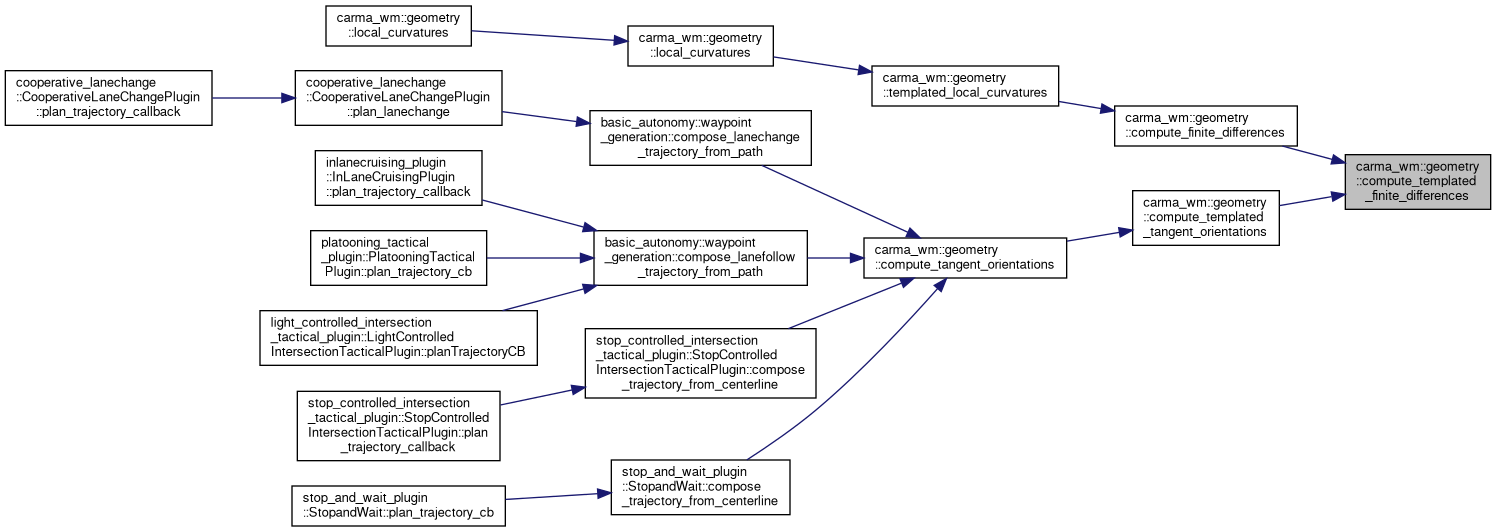 carma_wm::geometry
::local_curvatures
carma_wm::geometry
::local_curvatures
cooperative_lanechange
::CooperativeLaneChangePlugin
::plan_trajectory_callback
cooperative_lanechange
::CooperativeLaneChangePlugin
::plan_lanechange
carma_wm::geometry
::templated_local_curvatures
basic_autonomy::waypoint
_generation::compose_lanechange
_trajectory_from_path
carma_wm::geometry
::compute_finite_differences
inlanecruising_plugin
::InLaneCruisingPlugin
::plan_trajectory_callback
carma_wm::geometry
::compute_templated
_finite_differences
carma_wm::geometry
::compute_templated
_tangent_orientations
platooning_tactical
_plugin::PlatooningTactical
Plugin::plan_trajectory_cb
basic_autonomy::waypoint
_generation::compose_lanefollow
_trajectory_from_path
carma_wm::geometry
::compute_tangent_orientations
light_controlled_intersection
_tactical_plugin::LightControlled
IntersectionTacticalPlugin::planTrajectoryCB
stop_controlled_intersection
_tactical_plugin::StopControlled
IntersectionTacticalPlugin::compose
_trajectory_from_centerline
stop_controlled_intersection
_tactical_plugin::StopControlled
IntersectionTacticalPlugin::plan
_trajectory_callback
stop_and_wait_plugin
::StopandWait::compose
_trajectory_from_centerline
stop_and_wait_plugin
::StopandWait::plan_trajectory_cb